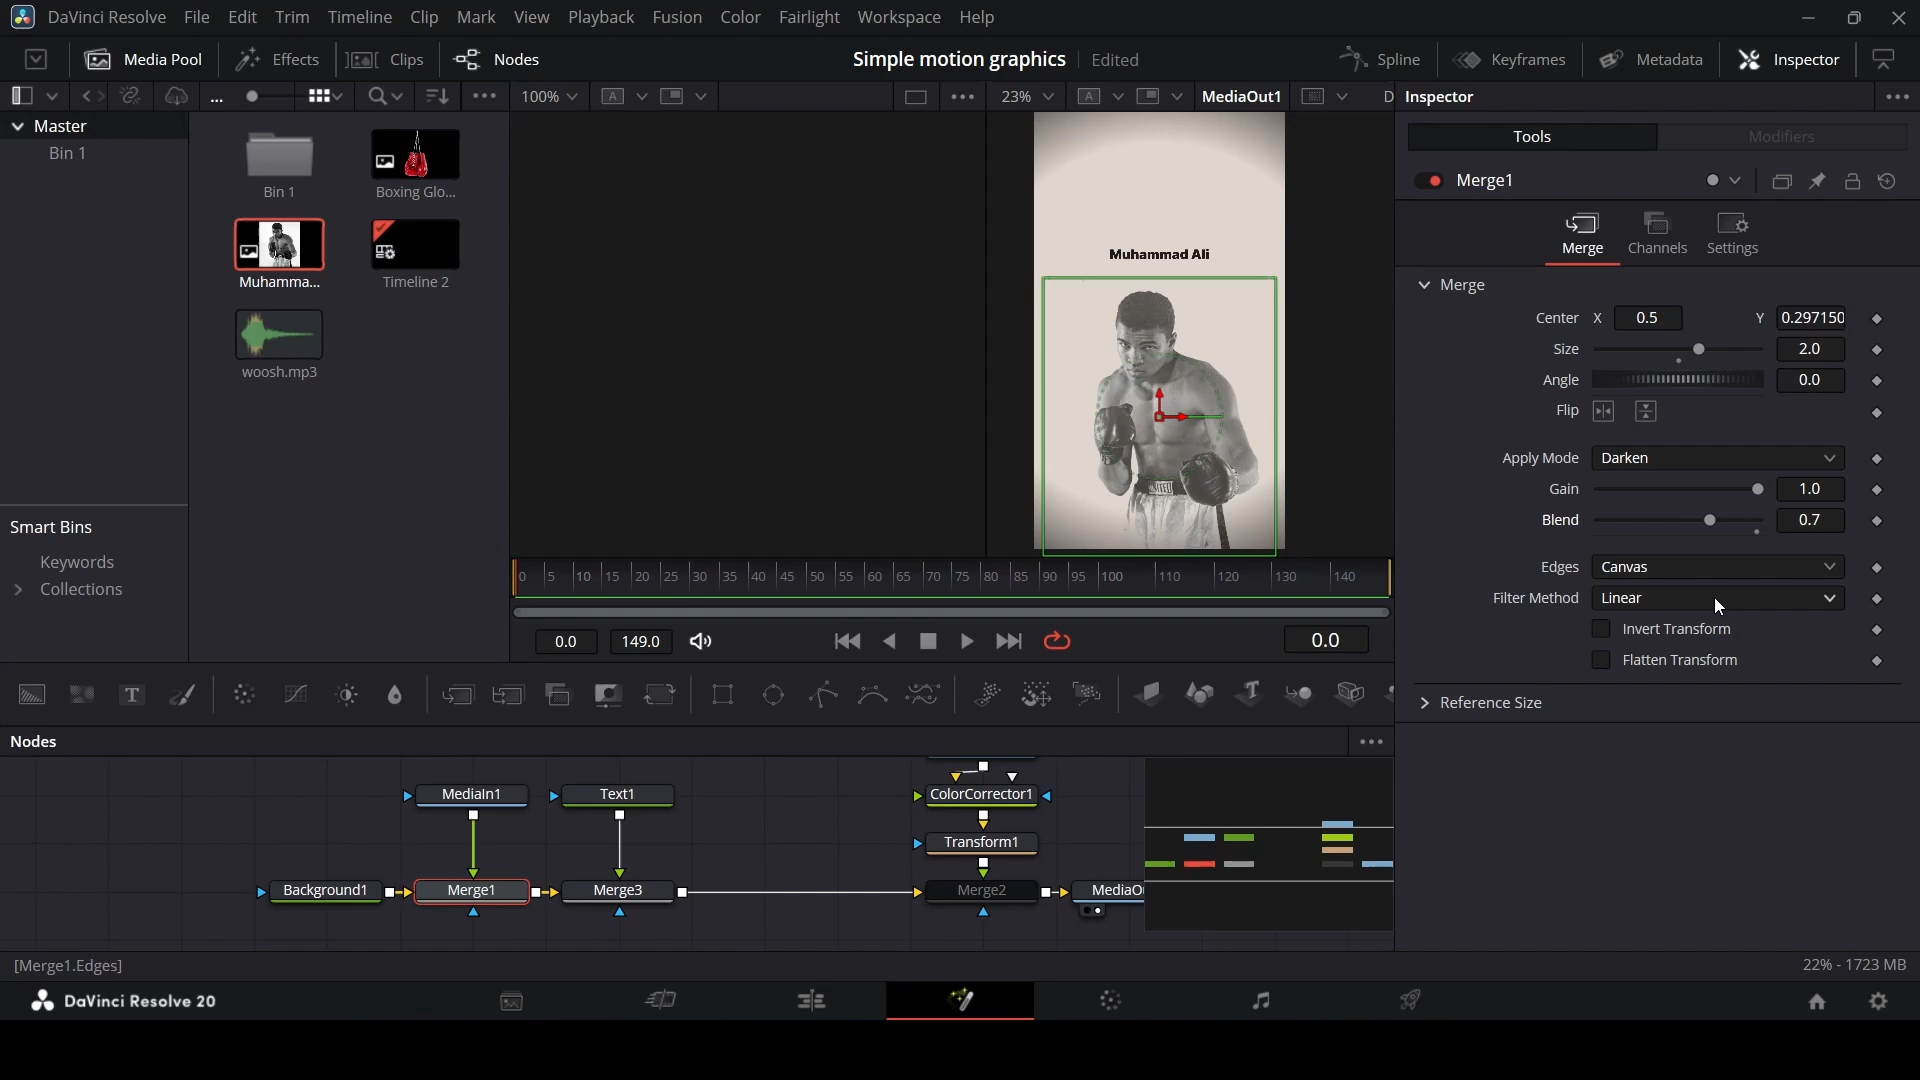 DaVinci Resolve File Edit Trim Timeline Clip Mark View Playback Fusion Color Fairlight Workspace Help
Media Pool Effects Clips Nodes Simple motion graphics Edited Spline Keyframes Metadata Inspector
... 100% A 23% A MediaOut1 D Inspector
Master
Bin 1
Bin 1
Boxing Glo...
Muhamma...
Timeline 2
woosh.mp3
Smart Bins
Keywords
Collections
Muhammad Ali
Tools Modifiers
Merge1
Merge Channels Settings
Merge
Center X 0.5 Y 0.297150
Size 2.0
Angle 0.0
Flip
Apply Mode Darken
Gain 1.0
Blend 0.7
Edges Canvas
Filter Method Linear
Invert Transform
Flatten Transform
Reference Size
0 5 10 15 20 25 30 35 40 45 50 55 60 65 70 75 80 85 90 95 100 110 120 130 140
0.0 149.0 0.0
T T
Nodes
MediaIn1 Text1 ColorCorrector1
Transform1
Background1 Merge1 Merge3 Merge2 MediaOu
[Merge1.Edges] 22% - 1723 MB
DaVinci Resolve 20